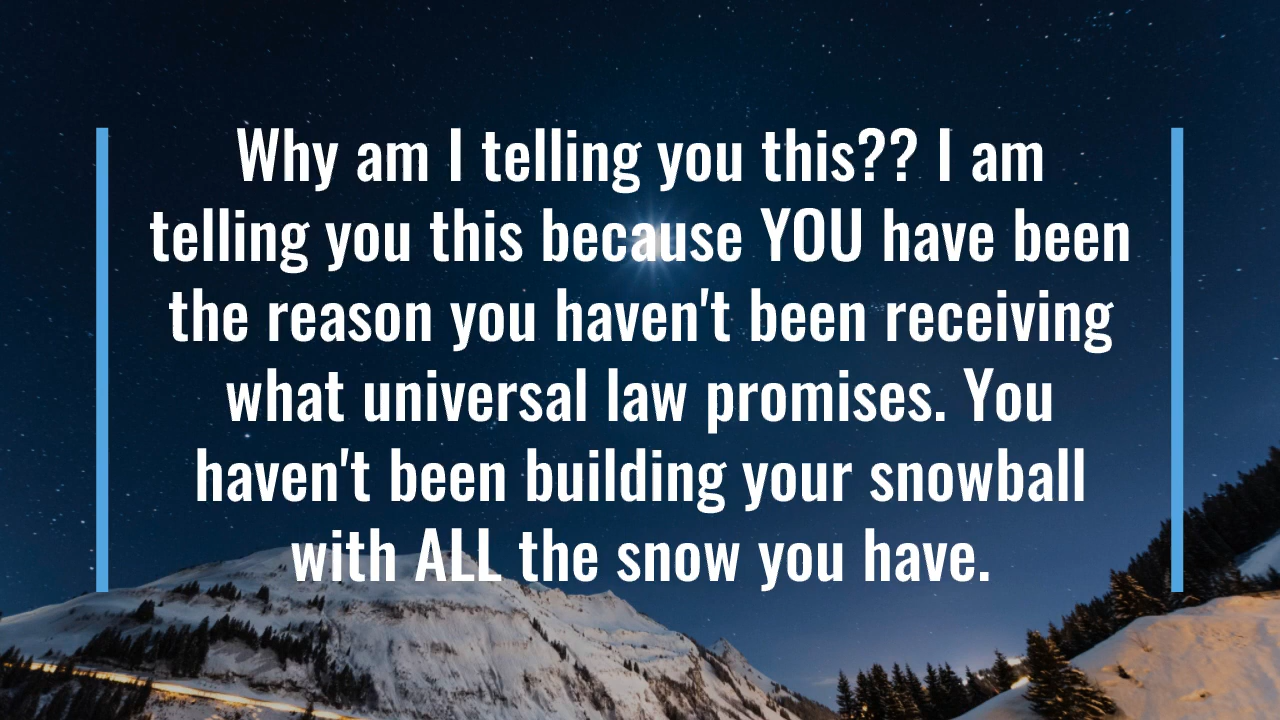 Why am I telling you this?? I am
telling you this because YOU have been
the reason you haven't been receiving
what universal law promises. You
haven't been building your snowball
with ALL the snow you have.